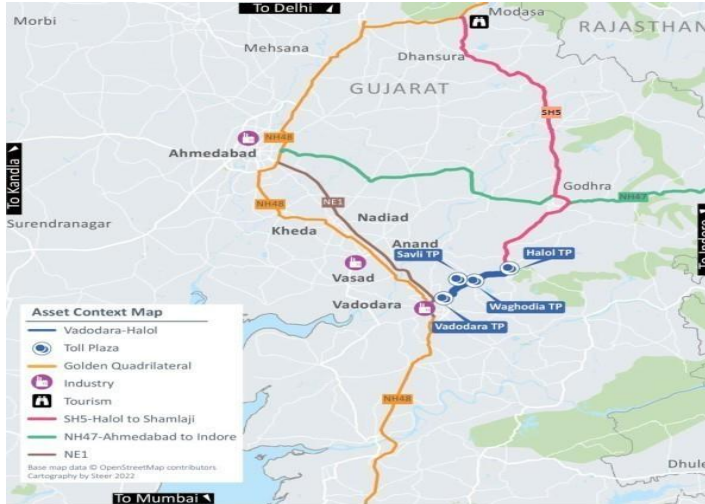 To Delhi
Morbi
Modasa
RAJASTHAN
Mehsana
Dhansura
GUJARAT
SH5
NH48
Ahmedabad
To Kandla
Godhra
NH47
NH48
NE1
Nadiad
Surendranagar
Kheda
Anand
To Indore
Savli TP
Halol TP
Vasad
Waghodia TP
Vadodara
Vadodara TP
Asset Context Map
Vadodara-Halol
Toll Plaza
Golden Quadrilateral
Industry
Tourism
SH5-Halol to Shamlaji
NH47-Ahmedabad to Indore
NE1
Base map data © OpenStreetMap contributors
Cartography by Steer 2022
NH48
Dhule
To Mumbai